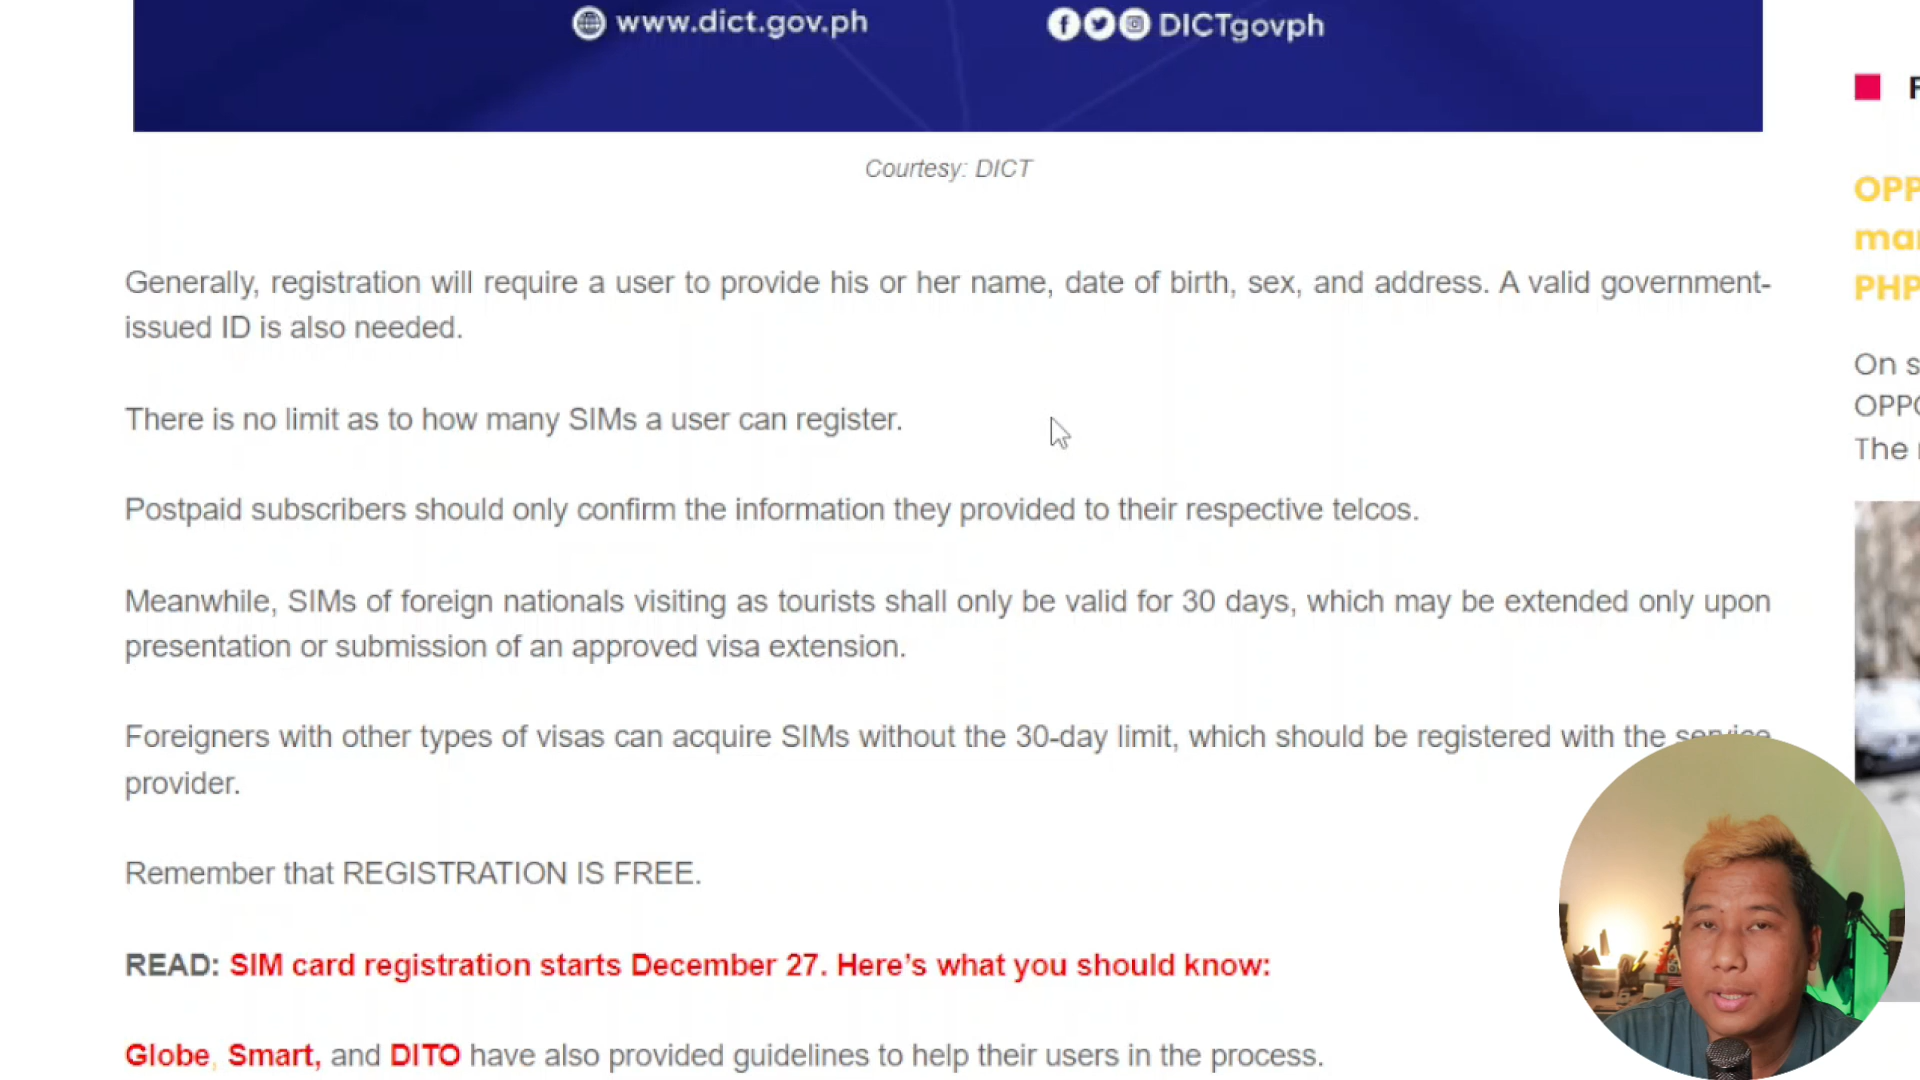 www.dict.gov.ph DICTgovph
Courtesy: DICT
Generally, registration will require a user to provide his or her name, date of birth, sex, and address. A valid government-
issued ID is also needed.
There is no limit as to how many SIMs a user can register.
Postpaid subscribers should only confirm the information they provided to their respective telcos.
Meanwhile, SIMs of foreign nationals visiting as tourists shall only be valid for 30 days, which may be extended only upon
presentation or submission of an approved visa extension.
Foreigners with other types of visas can acquire SIMs without the 30-day limit, which should be registered with the service
provider.
Remember that REGISTRATION IS FREE.
READ: SIM card registration starts December 27. Here's what you should know:
Globe, Smart, and DITO have also provided guidelines to help their users in the process.
F
OPP
mar
PHP
On s
OPPO
The